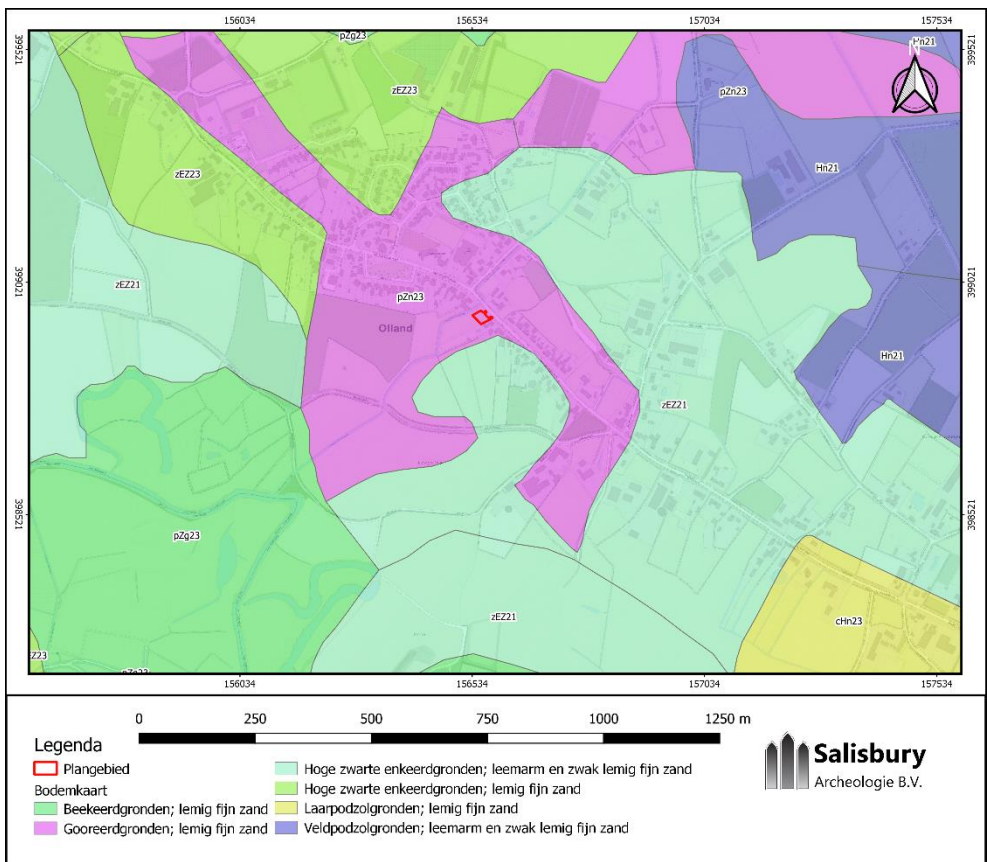 156034 156534 157034 157534
399521 399521
pZg23
Hn21
N
zEZ23
pZn23
zEZ23
Hn21
399021 399021
zEZ21
pZn23
Olland
Hn21
zEZ21
398521 398521
pZg23
zEZ21
cHn23
EZ23
pZg23
156034 156534 157034 157534
0 250 500 750 1000 1250 m
Legenda
Plangebied
Bodemkaart
Beekeerdgronden; lemig fijn zand
Gooreerdgronden; lemig fijn zand
Hoge zwarte enkeerdgronden; leemarm en zwak lemig fijn zand
Hoge zwarte enkeerdgronden; lemig fijn zand
Laarpodzolgronden; lemig fijn zand
Veldpodzolgronden; leemarm en zwak lemig fijn zand
Salisbury
Archeologie B.V.